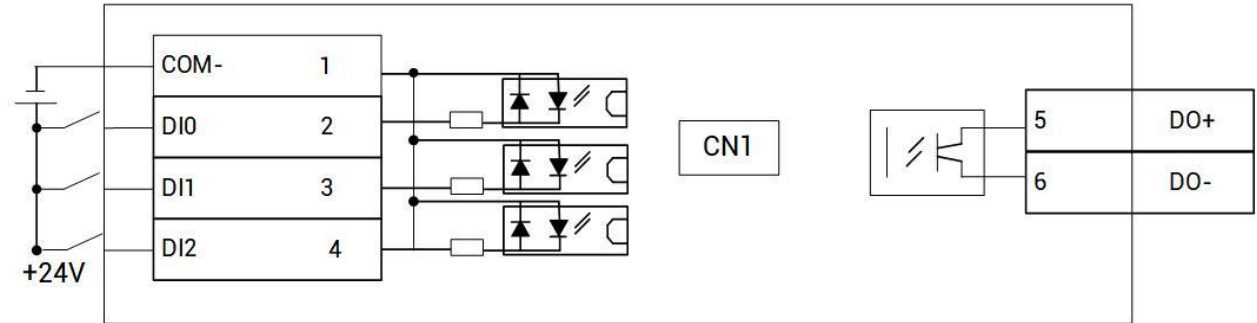 COM- 1
DI0 2
DI1 3
DI2 4
+24V
CN1
5 DO+
6 DO-